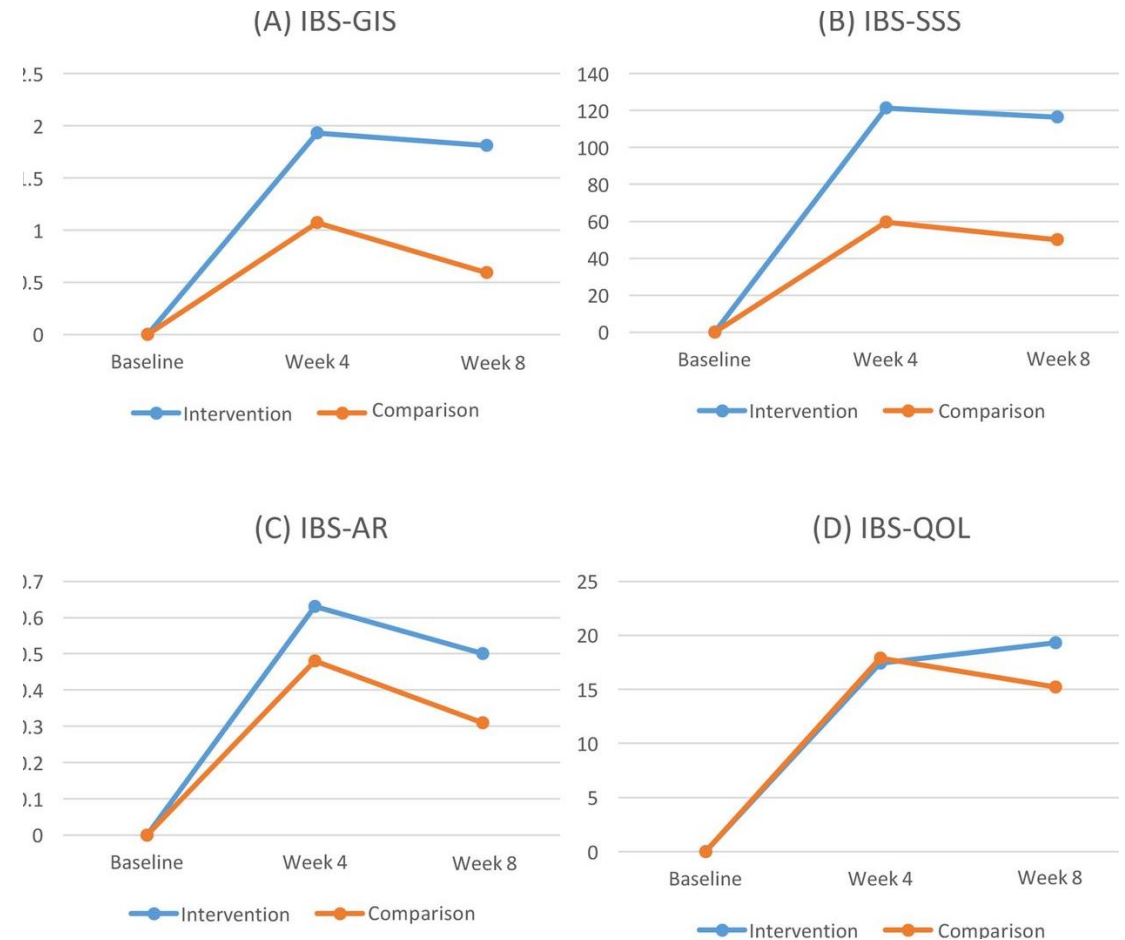 (A) IBS-GIS
2.5
2
1.5
1
0.5
0
Baseline Week 4 Week 8
Intervention Comparison
(B) IBS-SSS
140
120
100
80
60
40
20
0
Baseline Week 4 Week 8
Intervention Comparison
(C) IBS-AR
0.7
0.6
0.5
0.4
0.3
0.2
0.1
0
Baseline Week 4 Week 8
Intervention Comparison
(D) IBS-QOL
25
20
15
10
5
0
Baseline Week 4 Week 8
Intervention Comparison